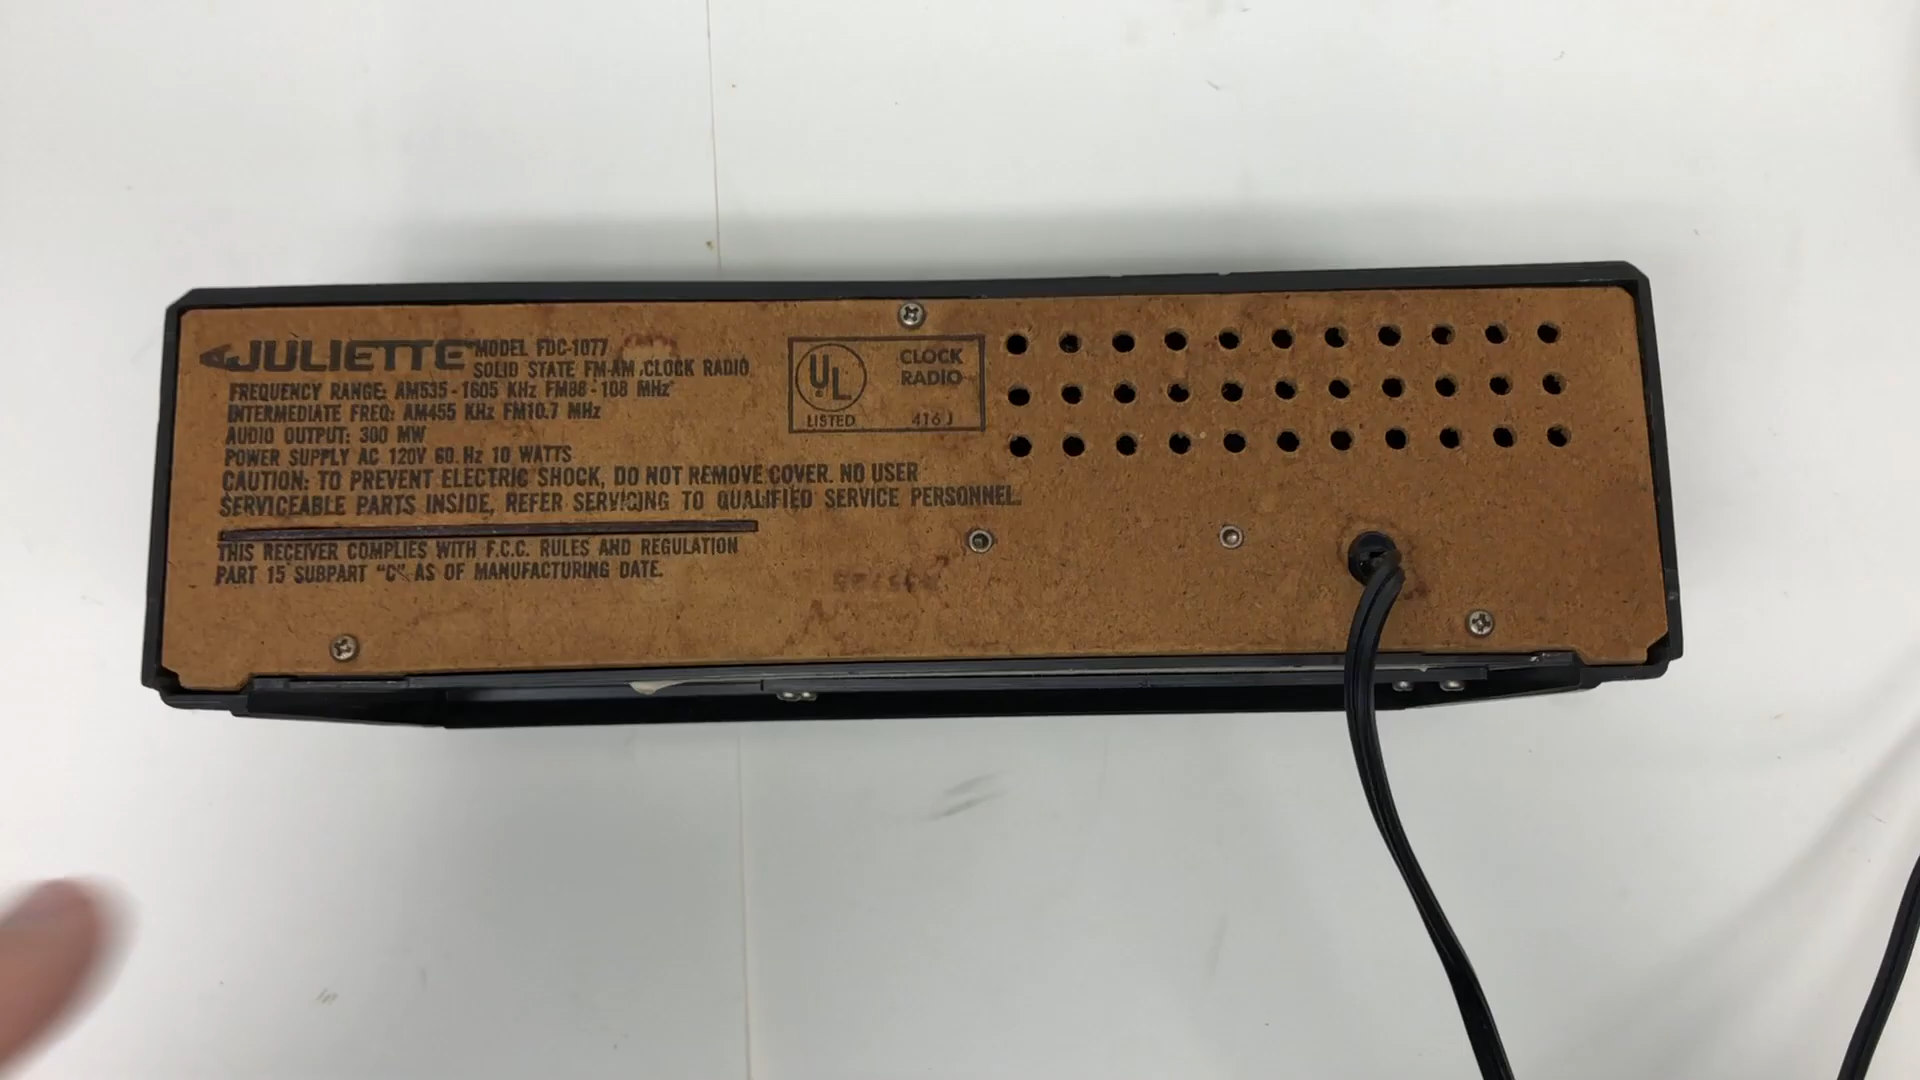 JULIETTE MODEL FDC-1077
SOLID STATE FM-AM CLOCK RADIO
FREQUENCY RANGE: AM535-1605 KHz FM88-108 MHz
INTERMEDIATE FREQ: AM455 KHz FM10.7 MHz
AUDIO OUTPUT: 300 MW
POWER SUPPLY AC 120V 60 Hz 10 WATTS
CAUTION: TO PREVENT ELECTRIC SHOCK, DO NOT REMOVE COVER. NO USER
SERVICEABLE PARTS INSIDE, REFER SERVICING TO QUALIFIED SERVICE PERSONNEL.
THIS RECEIVER COMPLIES WITH F.C.C. RULES AND REGULATION
PART 15 SUBPART "C" AS OF MANUFACTURING DATE.
UL
LISTED
CLOCK
RADIO
416J